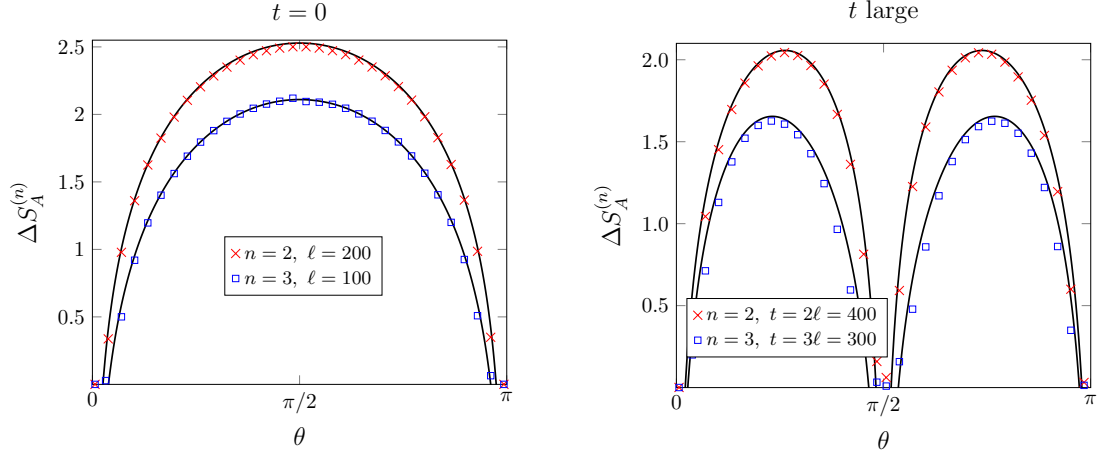 t = 0
2.5
2
1.5
1
0.5
0
π/2
π
θ
ΔS_A^(n)
n = 2, ℓ = 200
n = 3, ℓ = 100
t large
2.0
1.5
1.0
0.5
0
π/2
π
θ
ΔS_A^(n)
n = 2, t = 2ℓ = 400
n = 3, t = 3ℓ = 300